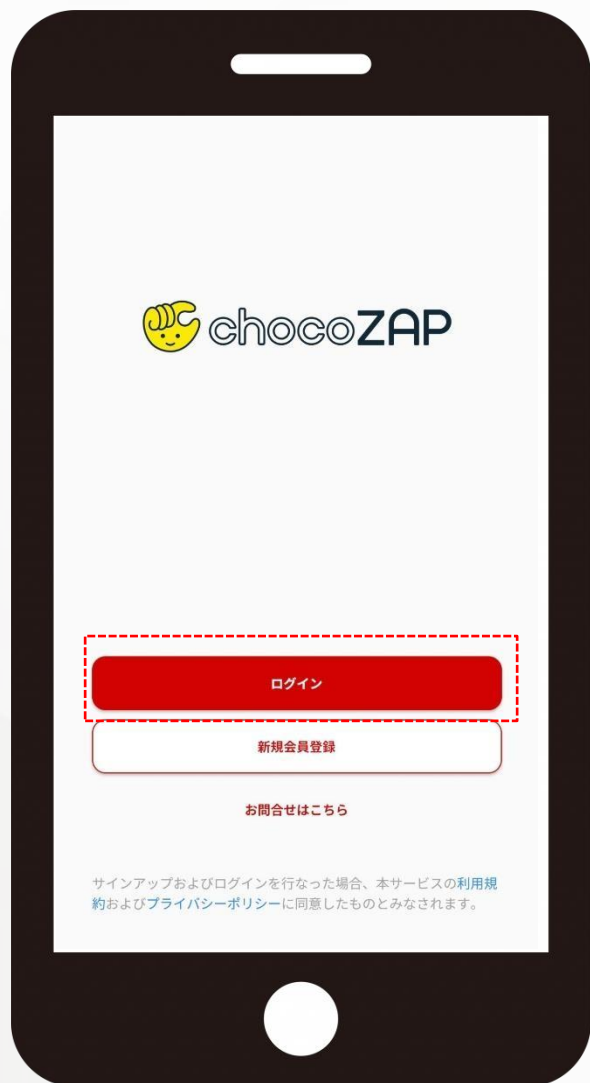 chocoZAP
ログイン
新規会員登録
お問合せはこちら
サインアップおよびログインを行なった場合、本サービスの利用規
約およびプライバシーポリシーに同意したものとみなされます。